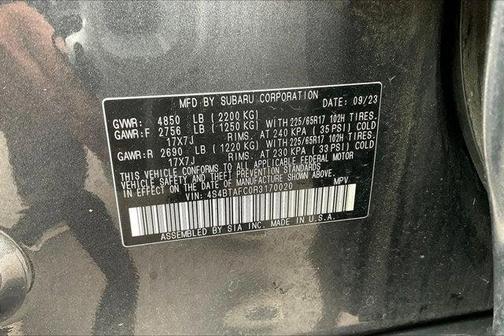 MFD BY SUBARU CORPORATION DATE: 09/23
GVWR: 4850 LB (2200 KG)
GAWR:F 2756 LB (1250 KG) WITH 225/65R17 102H TIRES.
17X7J RIMS. AT 240 KPA (35 PSI) COLD
GAWR:R 2690 LB (1220 KG) WITH 225/65R17 102H TIRES.
17X7J RIMS. AT 230 KPA (33 PSI) COLD
THIS VEHICLE CONFORMS TO ALL APPLICABLE FEDERAL MOTOR
VEHICLE SAFETY, BUMPER, AND THEFT PREVENTION STANDARDS
IN EFFECT ON THE DATE OF MANUFACTURE SHOWN ABOVE.
VIN: 4S4BTAFC0R3170020 MPV
ASSEMBLED BY SIA INC. MADE IN U.S.A.